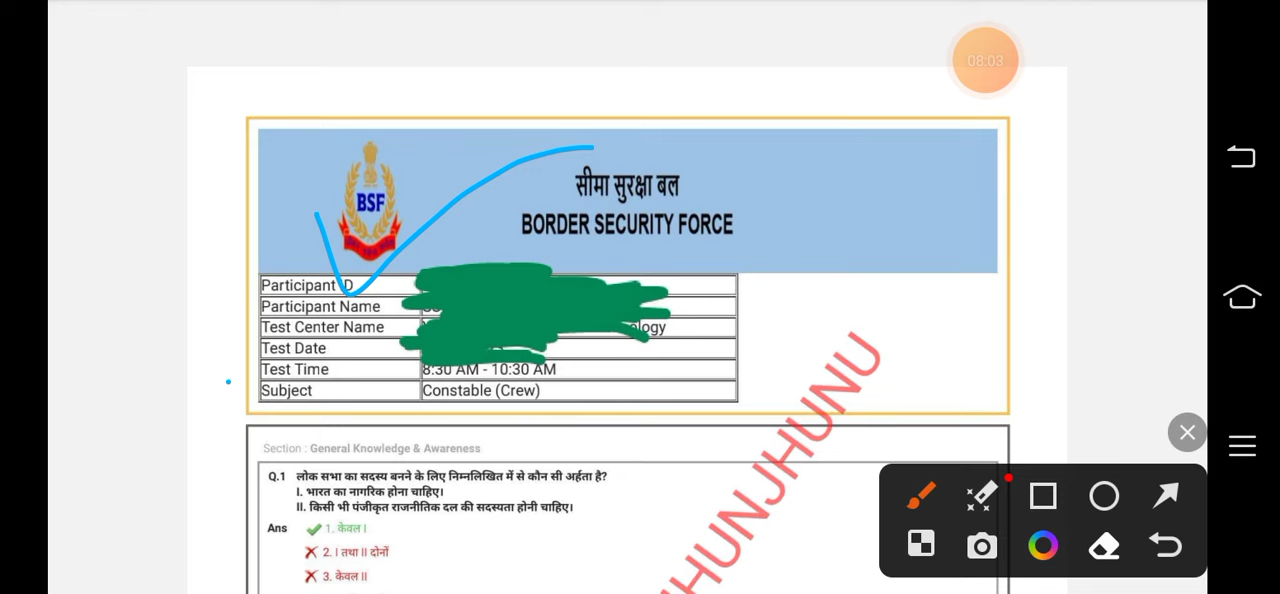 08:03
BSF
सीमा सुरक्षा बल
BORDER SECURITY FORCE
Participant ID
Participant Name
Test Center Name
Test Date
Test Time 8:30 AM - 10:30 AM
Subject Constable (Crew)
Section : General Knowledge & Awareness
Q.1 लोक सभा का सदस्य बनने के लिए निम्नलिखित में से कौन सी अर्हता है?
I. भारत का नागरिक होना चाहिए।
II. किसी भी पंजीकृत राजनीतिक दल की सदस्यता होनी चाहिए।
Ans 1. केवल I
2. I तथा II दोनों
3. केवल II
JHUNJHUNU